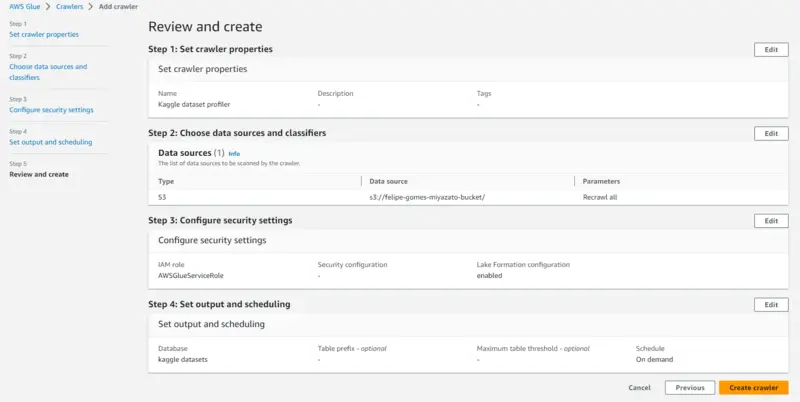 AWS Glue > Crawlers > Add crawler
Step 1
Set crawler properties
Step 2
Choose data sources and
classifiers
Step 3
Configure security settings
Step 4
Set output and scheduling
Step 5
Review and create
Review and create
Step 1: Set crawler properties
Edit
Set crawler properties
Name Description Tags
Kaggle dataset profiler - -
Step 2: Choose data sources and classifiers
Edit
Data sources (1) Info
The list of data sources to be scanned by the crawler.
Type Data source Parameters
S3 s3://felipe-gomes-miyazato-bucket/ Recrawl all
Step 3: Configure security settings
Edit
Configure security settings
IAM role Security configuration Lake Formation configuration
AWSGlueServiceRole - enabled
Step 4: Set output and scheduling
Edit
Set output and scheduling
Database Table prefix - optional Maximum table threshold - optional Schedule
kaggle datasets - - On demand
Cancel Previous Create crawler